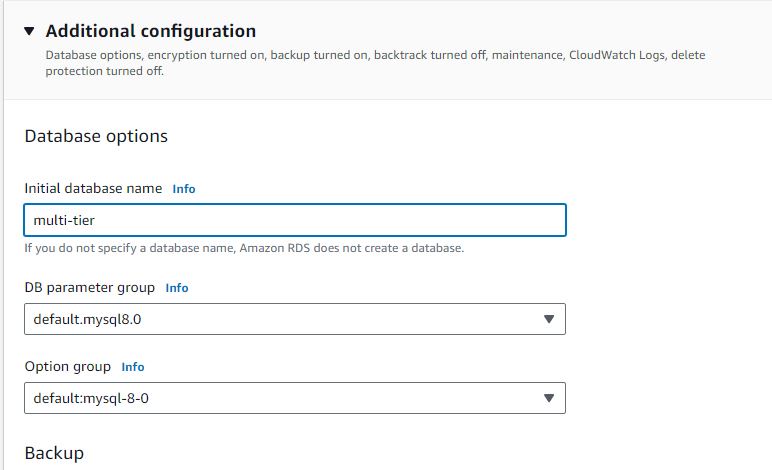 Additional configuration
Database options, encryption turned on, backup turned on, backtrack turned off, maintenance, CloudWatch Logs, delete
protection turned off.
Database options
Initial database name Info
multi-tier
If you do not specify a database name, Amazon RDS does not create a database.
DB parameter group Info
default.mysql8.0
Option group Info
default:mysql-8-0
Backup